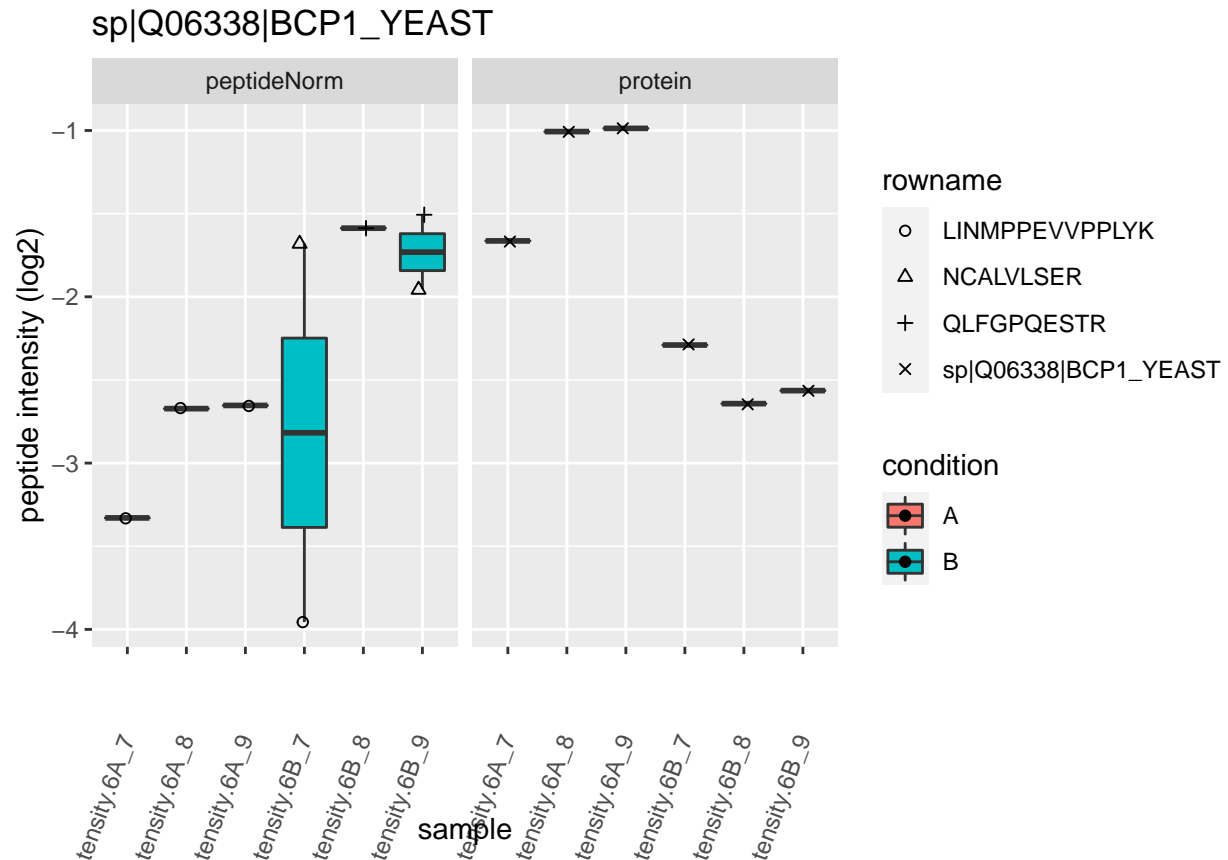 sp|Q06338|BCP1_YEAST
peptideNorm
protein
peptide intensity (log2)
−1
−2
−3
−4
tensity.6A_7
tensity.6A_8
tensity.6A_9
tensity.6B_7
tensity.6B_8
tensity.6B_9
tensity.6A_7
tensity.6A_8
tensity.6A_9
tensity.6B_7
tensity.6B_8
tensity.6B_9
sample
rowname
LINMPPEVVPPLYK
NCALVLSER
QLFGPQESTR
sp|Q06338|BCP1_YEAST
condition
A
B